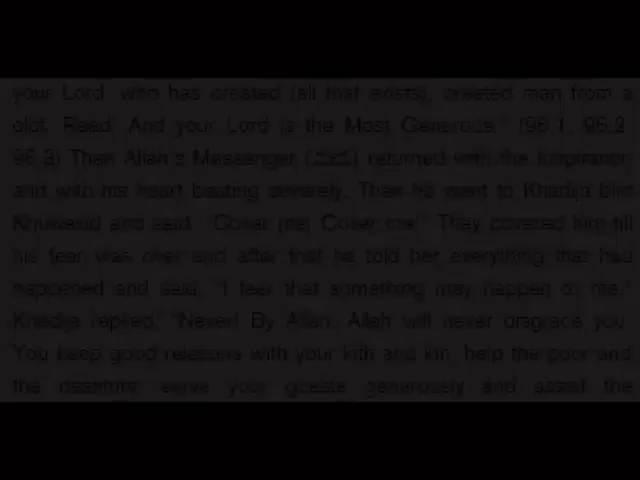 your Lord, who has created (all that exists), created man from a
clot. Read! And your Lord is the Most Generous." (96.1, 96.2,
96.3) Then Allah's Messenger (ﷺ) returned with the Inspiration
and with his heart beating severely. Then he went to Khadija bint
Khuwailid and said, "Cover me! Cover me!" They covered him till
his fear was over and after that he told her everything that had
happened and said, "I fear that something may happen to me."
Khadija replied, "Never! By Allah, Allah will never disgrace you.
You keep good relations with your kith and kin, help the poor and
the destitute, serve your guests generously and assist the